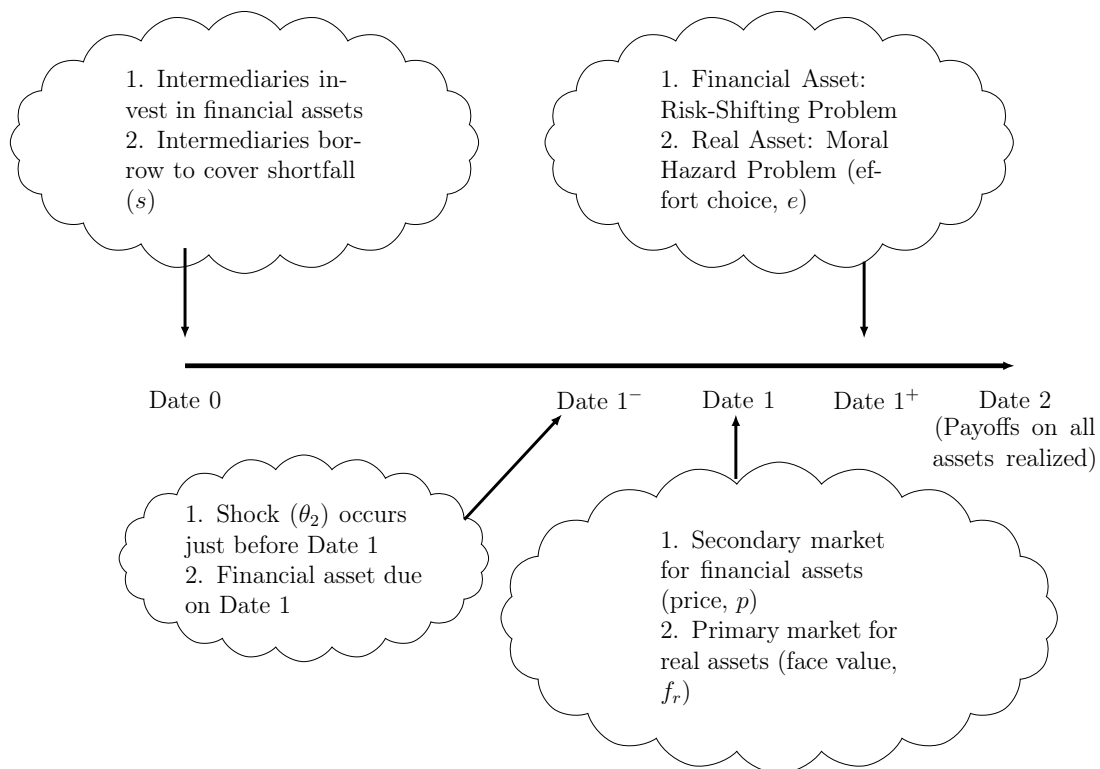 1. Intermediaries in-
vest in financial assets
2. Intermediaries bor-
row to cover shortfall
(s)
1. Financial Asset:
Risk-Shifting Problem
2. Real Asset: Moral
Hazard Problem (ef-
fort choice, e)
Date 0
Date 1⁻
Date 1
Date 1⁺
Date 2
(Payoffs on all
assets realized)
1. Shock (θ₂) occurs
just before Date 1
2. Financial asset due
on Date 1
1. Secondary market
for financial assets
(price, p)
2. Primary market for
real assets (face value,
fᵣ)